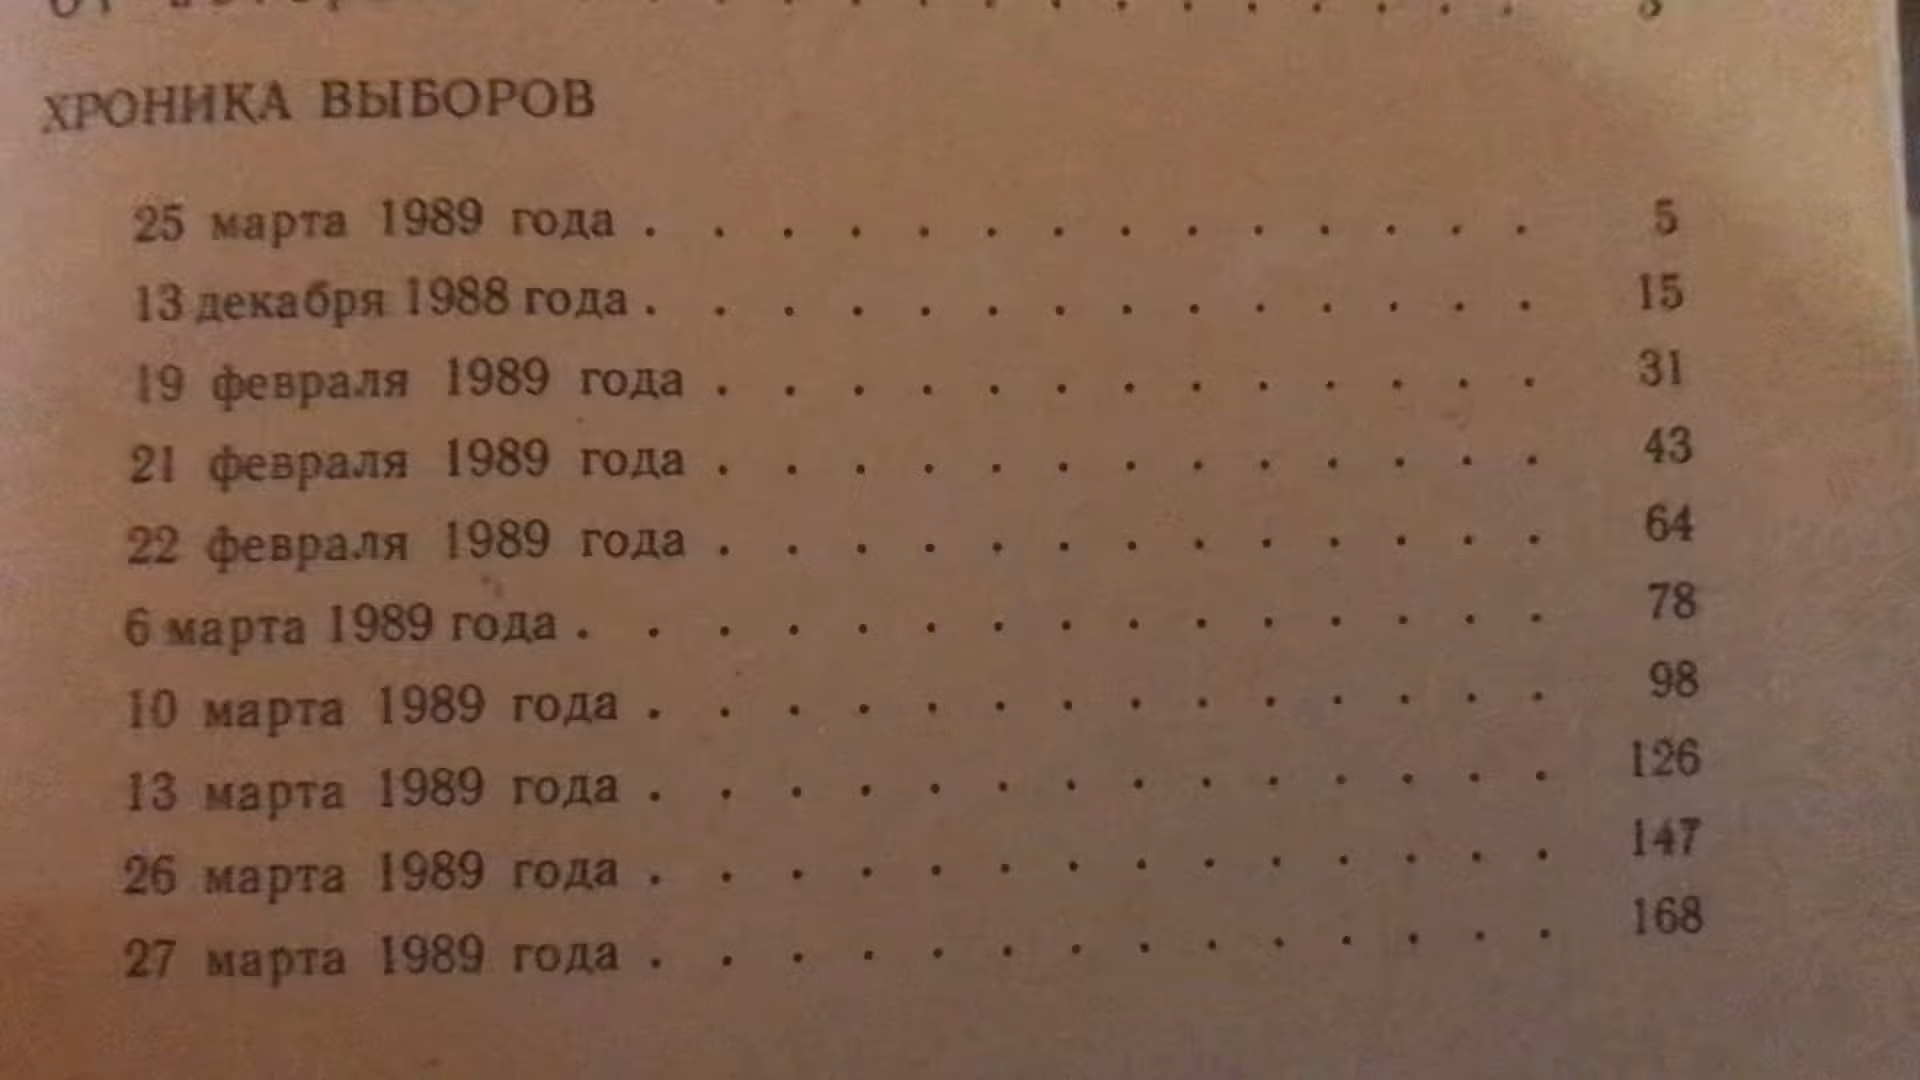 ХРОНИКА ВЫБОРОВ
25 марта 1989 года . . . . . . . . . . . . . . 5
13 декабря 1988 года . . . . . . . . . . . . . . 15
19 февраля 1989 года . . . . . . . . . . . . . 31
21 февраля 1989 года . . . . . . . . . . . . . 43
22 февраля 1989 года . . . . . . . . . . . . . 64
6 марта 1989 года . . . . . . . . . . . . . . . 78
10 марта 1989 года . . . . . . . . . . . . . . 98
13 марта 1989 года . . . . . . . . . . . . . . 126
26 марта 1989 года . . . . . . . . . . . . . . 147
27 марта 1989 года . . . . . . . . . . . . . . 168